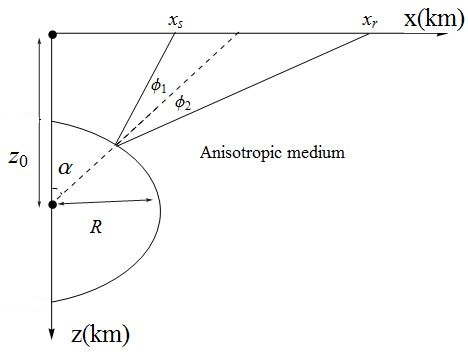 x_s x_r x(km)
ϕ_1
ϕ_2
z_0 α Anisotropic medium
R
z(km)